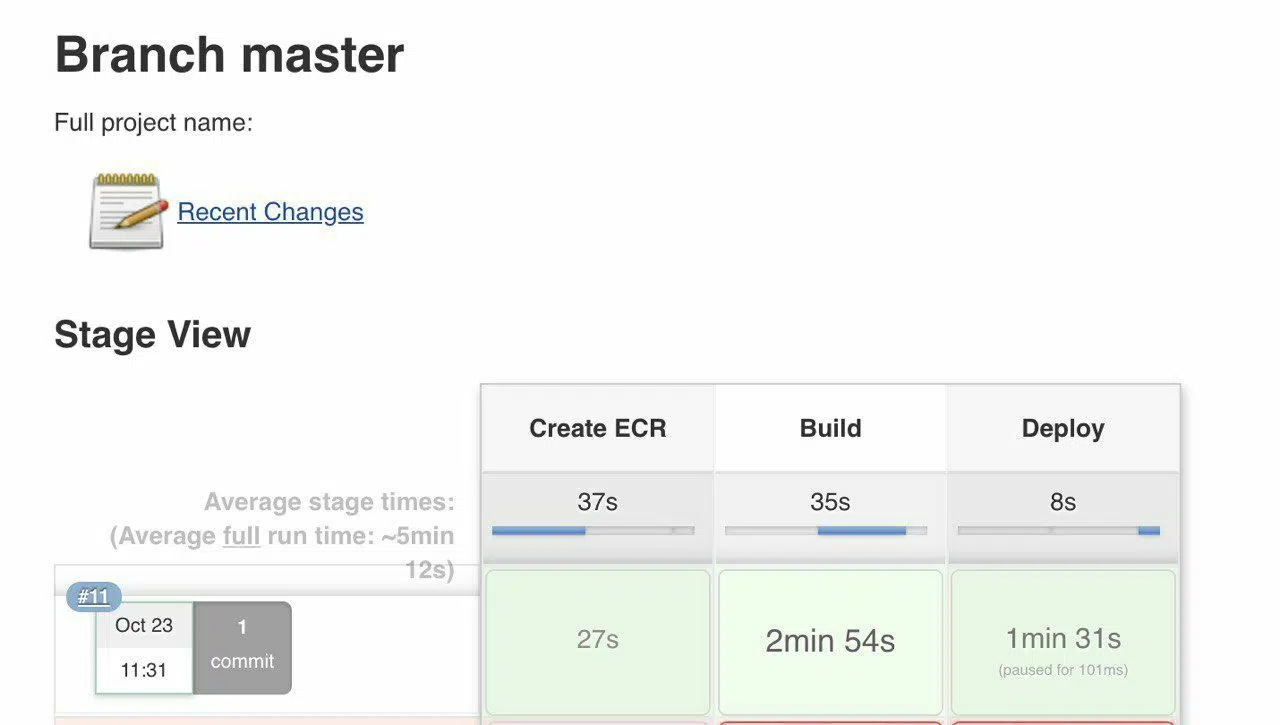 Branch master
Full project name:
Recent Changes
Stage View
Create ECR Build Deploy
Average stage times:
37s 35s 8s
(Average full run time: ~5min
12s)
#11
Oct 23
11:31
1
commit
27s
2min 54s
1min 31s
(paused for 101ms)